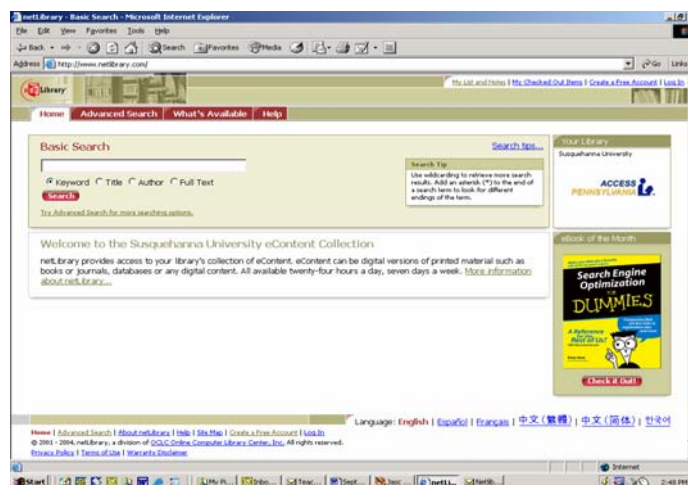 netLibrary - Basic Search - Microsoft Internet Explorer
File Edit View Favorites Tools Help
Back Search Favorites Media
Address http://www.netlibrary.com/ Go Links
Library
My List and Notes | My Checked Out Items | Create a Free Account | Log In
Home Advanced Search What's Available Help
Basic Search
Search tips...
Keyword Title Author Full Text
Search
Try Advanced Search for more searching options.
Search Tip
Use wildcarding to retrieve more search
results. Add an asterisk (*) to the end of
a search term to look for different
endings of the term.
Your Library
Susquehanna University
ACCESS
PENNSYLVANIA
Welcome to the Susquehanna University eContent Collection
netLibrary provides access to your library's collection of eContent. eContent can be digital versions of printed material such as
books or journals, databases or any digital content. All available twenty-four hours a day, seven days a week. More information
about netLibrary...
eBook of the Month
Search Engine
Optimization
FOR
DUMMIES
A Reference
for the
Rest of Us!
Check it Out!
Language: English | Español | Français | 中文(繁體) | 中文(简体) | 한국어
Home | Advanced Search | About netLibrary | Help | Site Map | Create a Free Account | Log In
© 2001 - 2004, netLibrary, a division of OCLC Online Computer Library Center, Inc. All rights reserved.
Privacy Policy | Terms of Use | Warranty Disclaimer
Internet
Start 2:48 PM